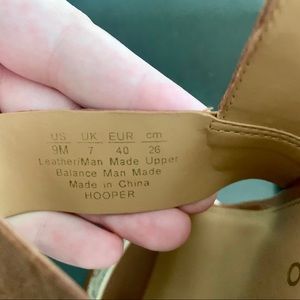 US UK EUR cm
9M 7 40 26
Leather/Man Made Upper
Balance Man Made
Made in China
HOOPER